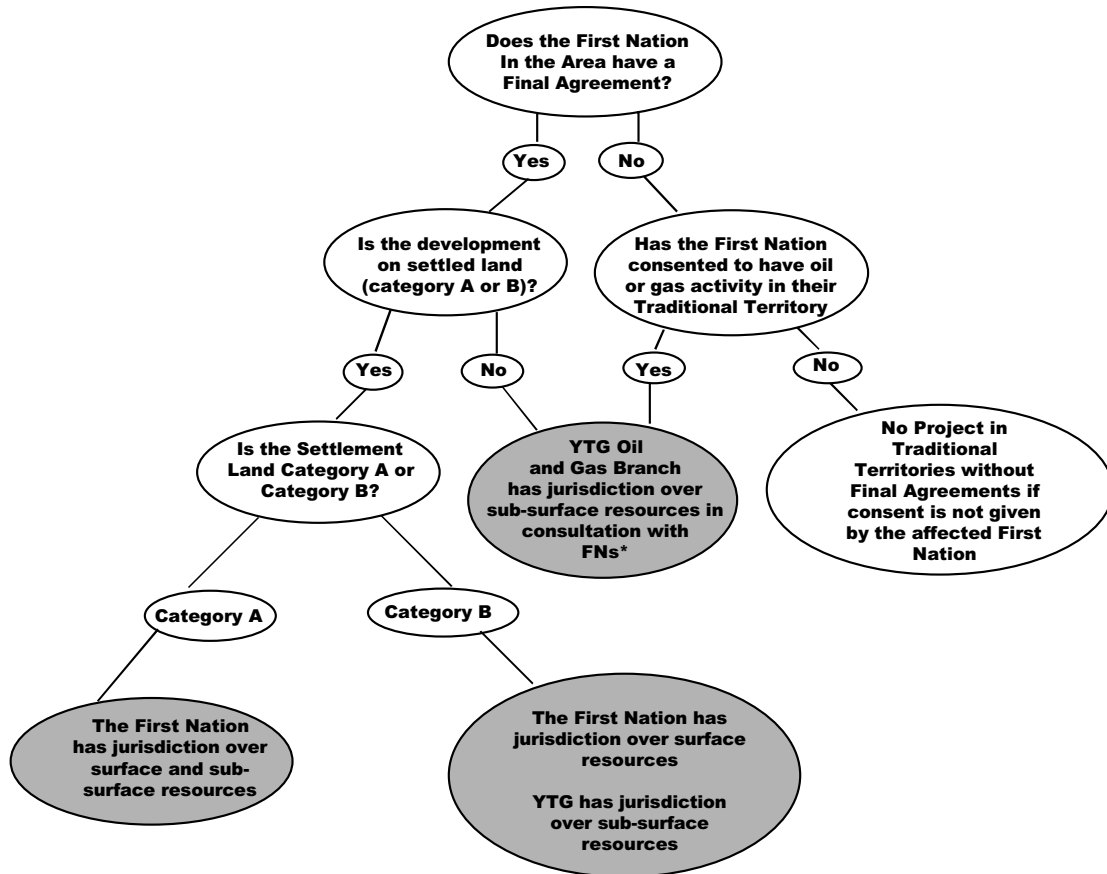 Does the First Nation
In the Area have a
Final Agreement?
Yes
No
Is the development
on settled land
(category A or B)?
Has the First Nation
consented to have oil
or gas activity in their
Traditional Territory
Yes
No
Yes
No
Is the Settlement
Land Category A or
Category B?
YTG Oil
and Gas Branch
has jurisdiction over
sub-surface resources in
consultation with
FNs*
No Project in
Traditional
Territories without
Final Agreements if
consent is not given
by the affected First
Nation
Category A
Category B
The First Nation
has jurisdiction over
surface and sub-
surface resources
The First Nation has
jurisdiction over surface
resources
YTG has jurisdiction
over sub-surface
resources